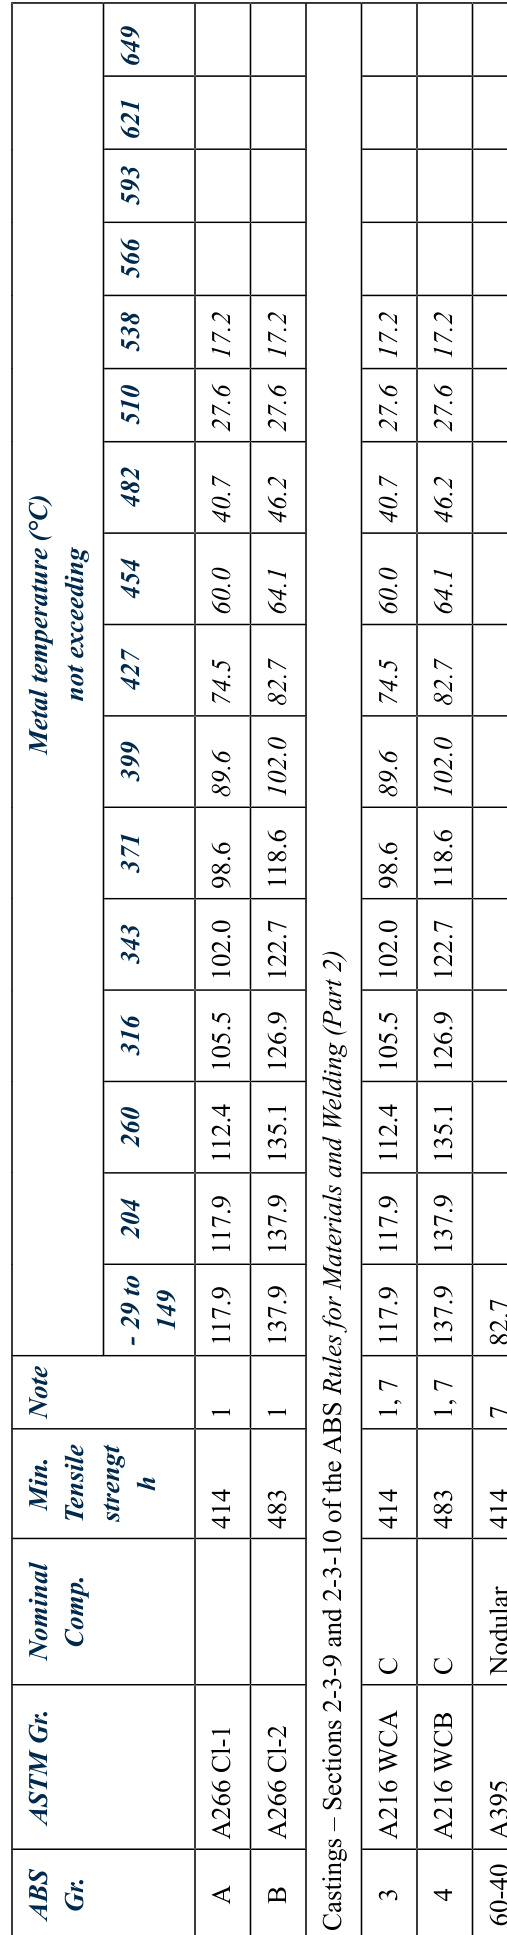 ABS Gr. ASTM Gr. Nominal Comp. Min. Tensile strengt h Note Metal temperature (°C)
not exceeding
- 29 to 149 204 260 316 343 371 399 427 454 482 510 538 566 593 621 649
A A266 Cl-1 414 1 117.9 117.9 112.4 105.5 102.0 98.6 89.6 74.5 60.0 40.7 27.6 17.2
B A266 Cl-2 483 1 137.9 137.9 135.1 126.9 122.7 118.6 102.0 82.7 64.1 46.2 27.6 17.2
Castings – Sections 2-3-9 and 2-3-10 of the ABS Rules for Materials and Welding (Part 2)
3 A216 WCA C 414 1, 7 117.9 117.9 112.4 105.5 102.0 98.6 89.6 74.5 60.0 40.7 27.6 17.2
4 A216 WCB C 483 1, 7 137.9 137.9 135.1 126.9 122.7 118.6 102.0 82.7 64.1 46.2 27.6 17.2
60-40 A395 Nodular 414 7 82.7